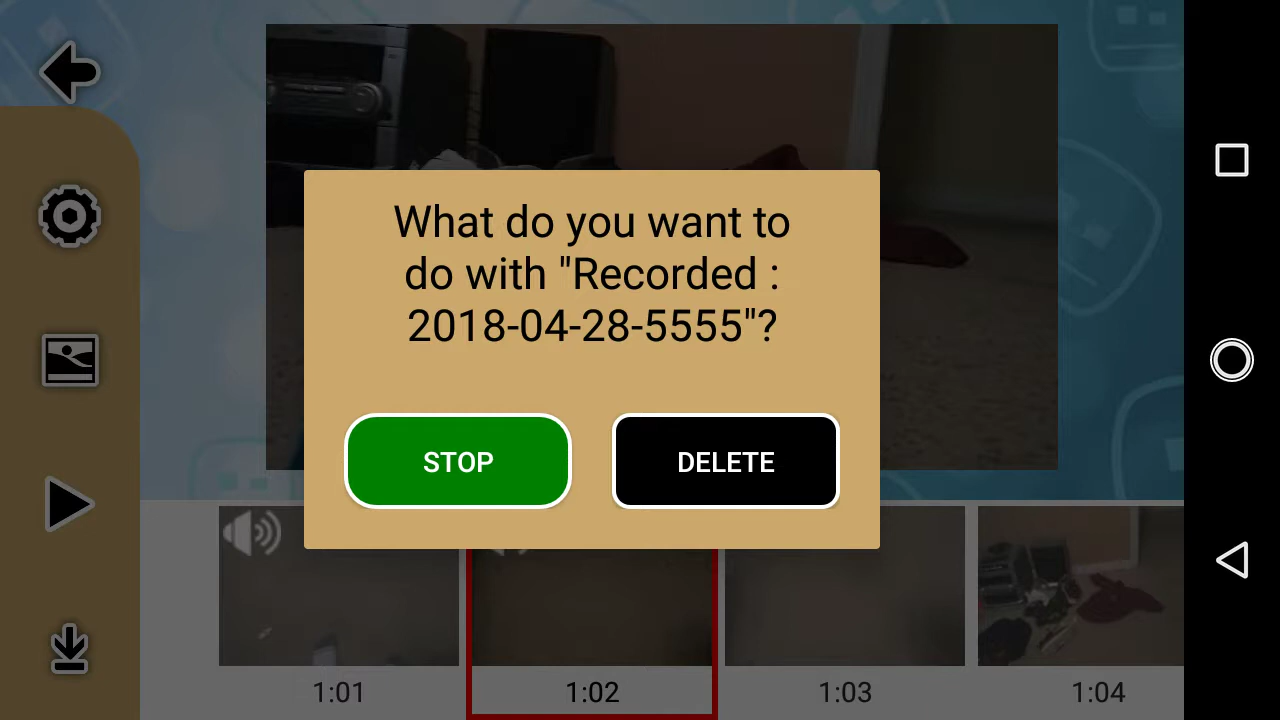 What do you want to
do with "Recorded :
2018-04-28-5555"?
STOP
DELETE
1:01
1:02
1:03
1:04